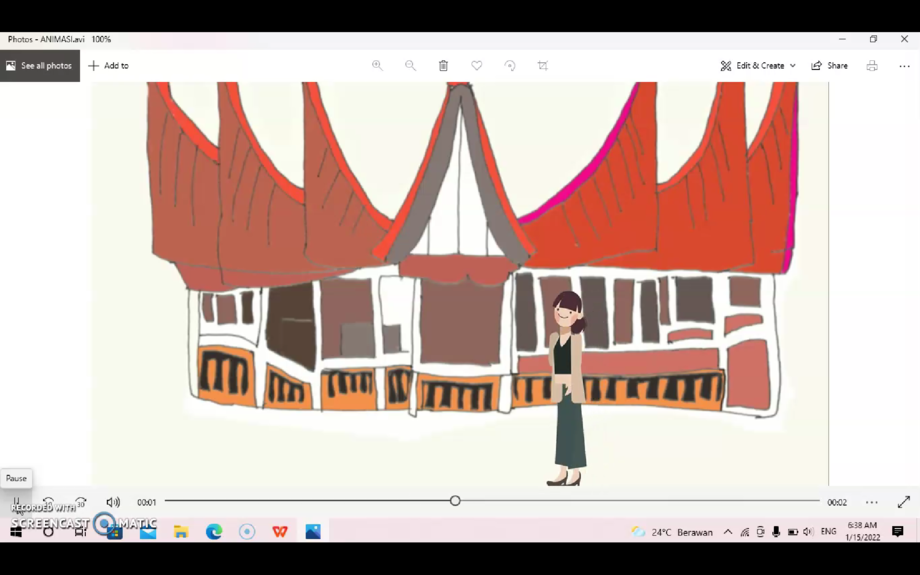 Photos - ANIMASI.avi 100%
See all photos
Add to
Edit & Create
Share
Pause
00:01
00:02
RECORDED WITH
SCREENCAST MATIC
24°C Berawan
ENG
6:38 AM
1/15/2022